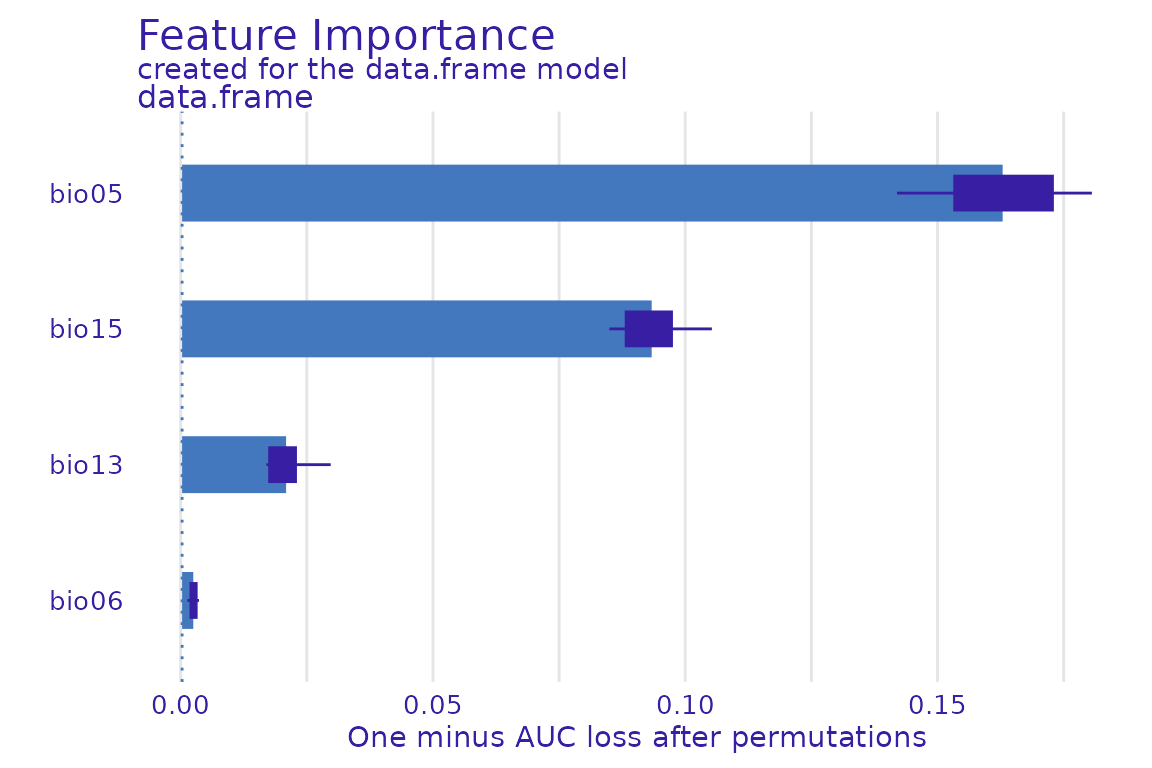 Feature Importance
created for the data.frame model
data.frame
bio05
bio15
bio13
bio06
0.00 0.05 0.10 0.15
One minus AUC loss after permutations